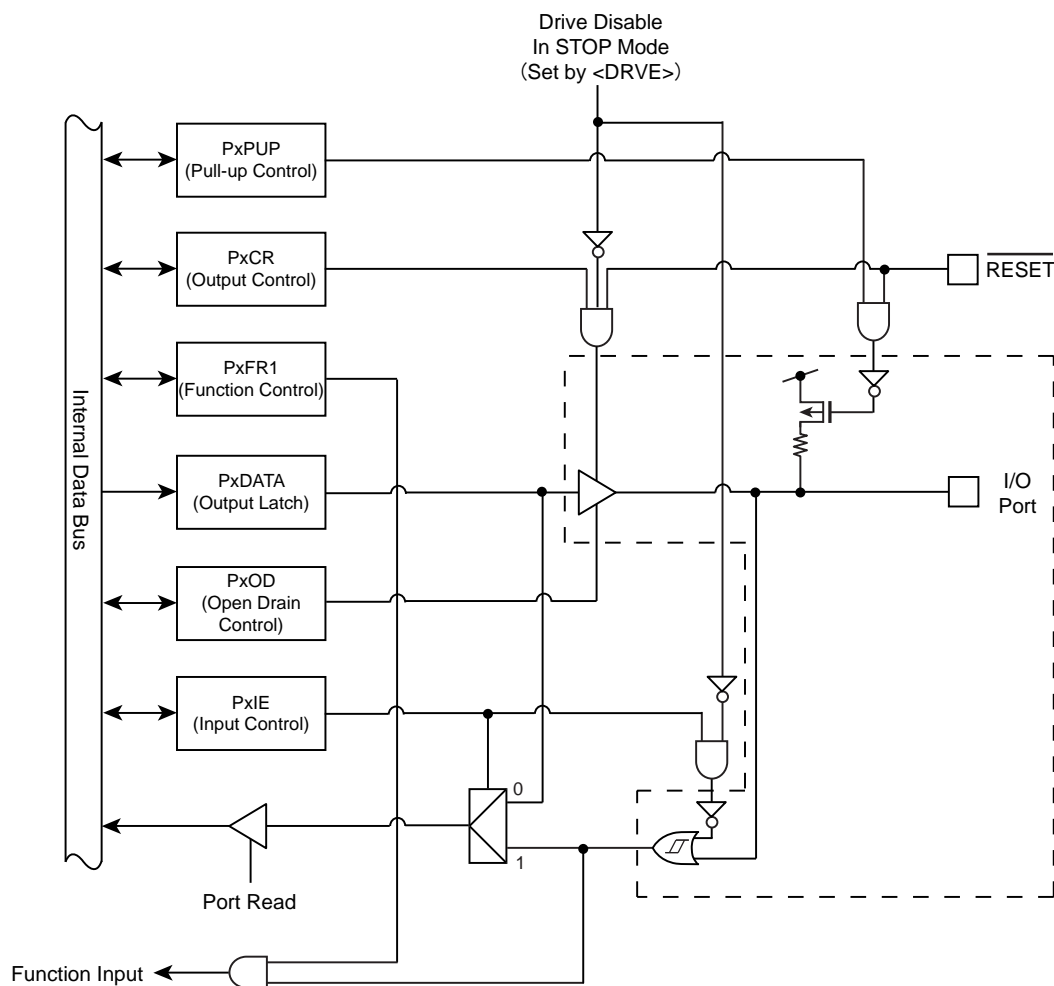 Drive Disable
In STOP Mode
(Set by <DRVE>)
PxPUP
(Pull-up Control)
PxCR
(Output Control)
RESET
PxFR1
(Function Control)
Internal Data Bus
PxDATA
(Output Latch)
I/O
Port
PxOD
(Open Drain
Control)
PxIE
(Input Control)
0
1
Port Read
Function Input